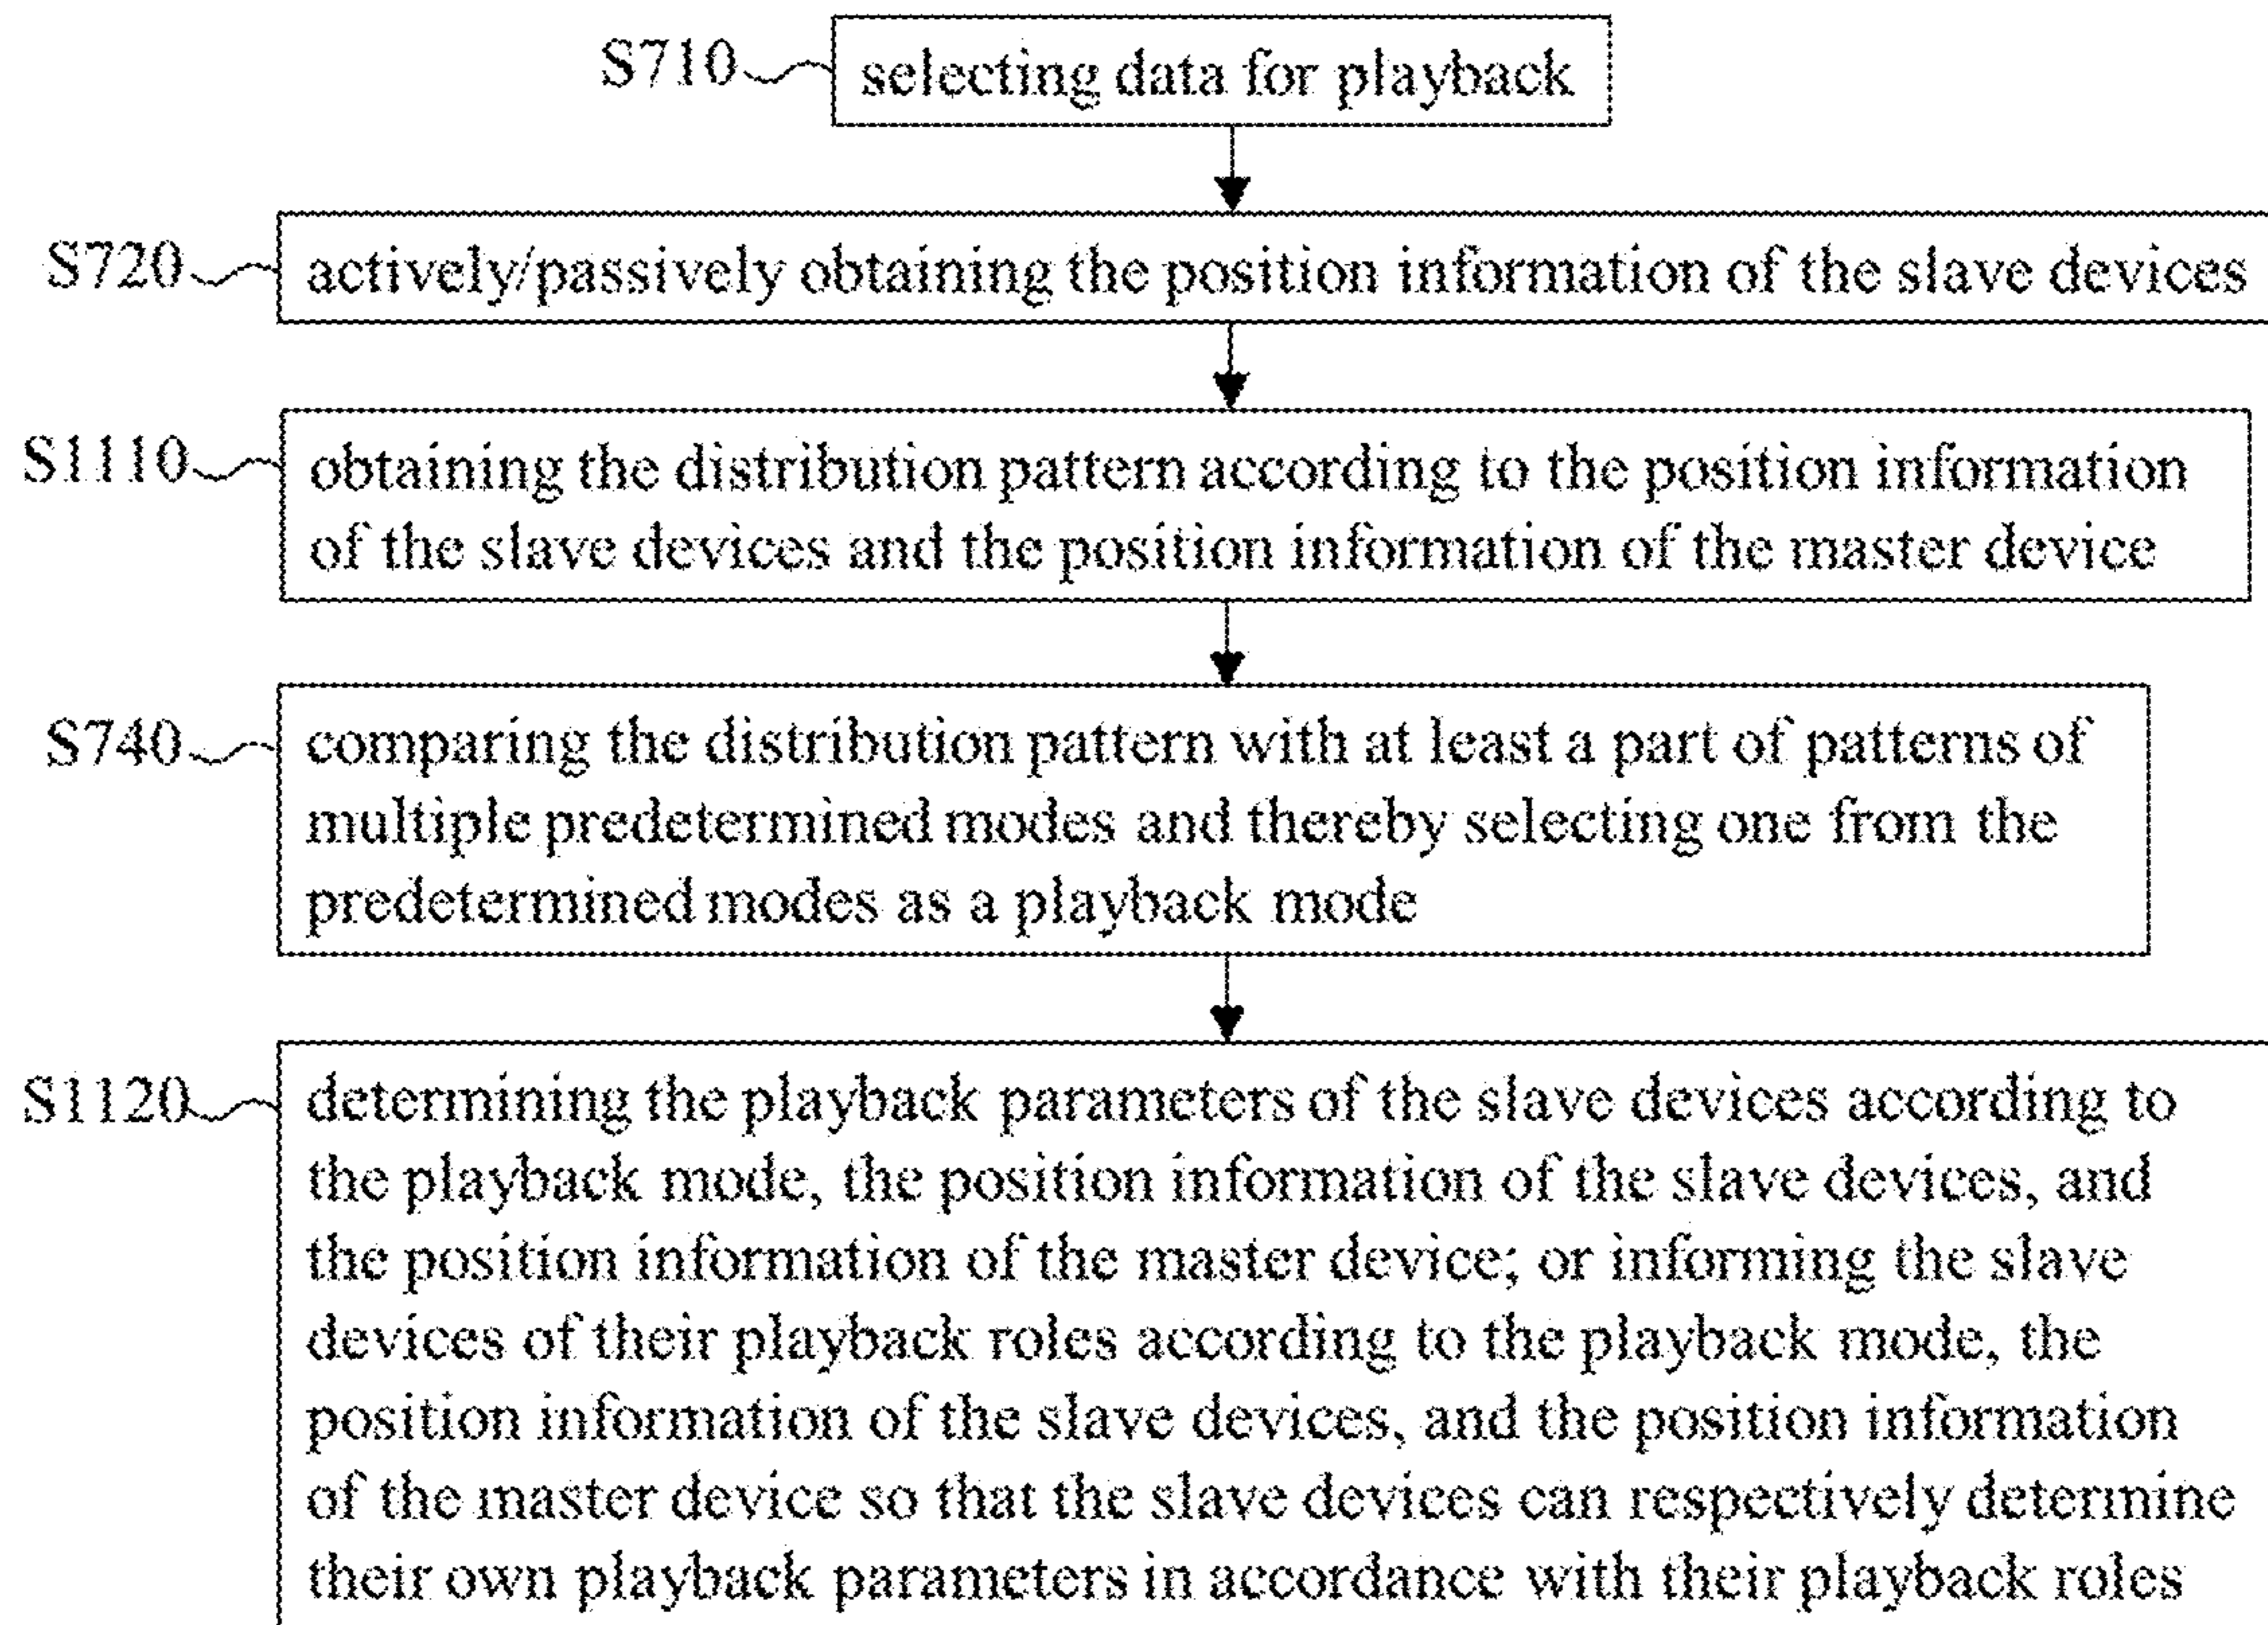 S710 selecting data for playback
S720 actively/passively obtaining the position information of the slave devices
S1110 obtaining the distribution pattern according to the position information
of the slave devices and the position information of the master device
S740 comparing the distribution pattern with at least a part of patterns of
multiple predetermined modes and thereby selecting one from the
predetermined modes as a playback mode
S1120 determining the playback parameters of the slave devices according to
the playback mode, the position information of the slave devices, and
the position information of the master device; or informing the slave
devices of their playback roles according to the playback mode, the
position information of the slave devices, and the position information
of the master device so that the slave devices can respectively determine
their own playback parameters in accordance with their playback roles